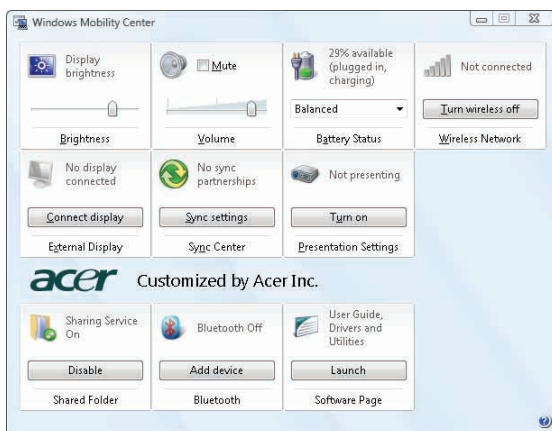 Windows Mobility Center
Display
brightness
Brightness
Mute
Volume
29% available
(plugged in,
charging)
Balanced
Battery Status
Not connected
Turn wireless off
Wireless Network
No display
connected
Connect display
External Display
No sync
partnerships
Sync settings
Sync Center
Not presenting
Turn on
Presentation Settings
acer Customized by Acer Inc.
Sharing Service
On
Disable
Shared Folder
Bluetooth Off
Add device
Bluetooth
User Guide,
Drivers and
Utilities
Launch
Software Page